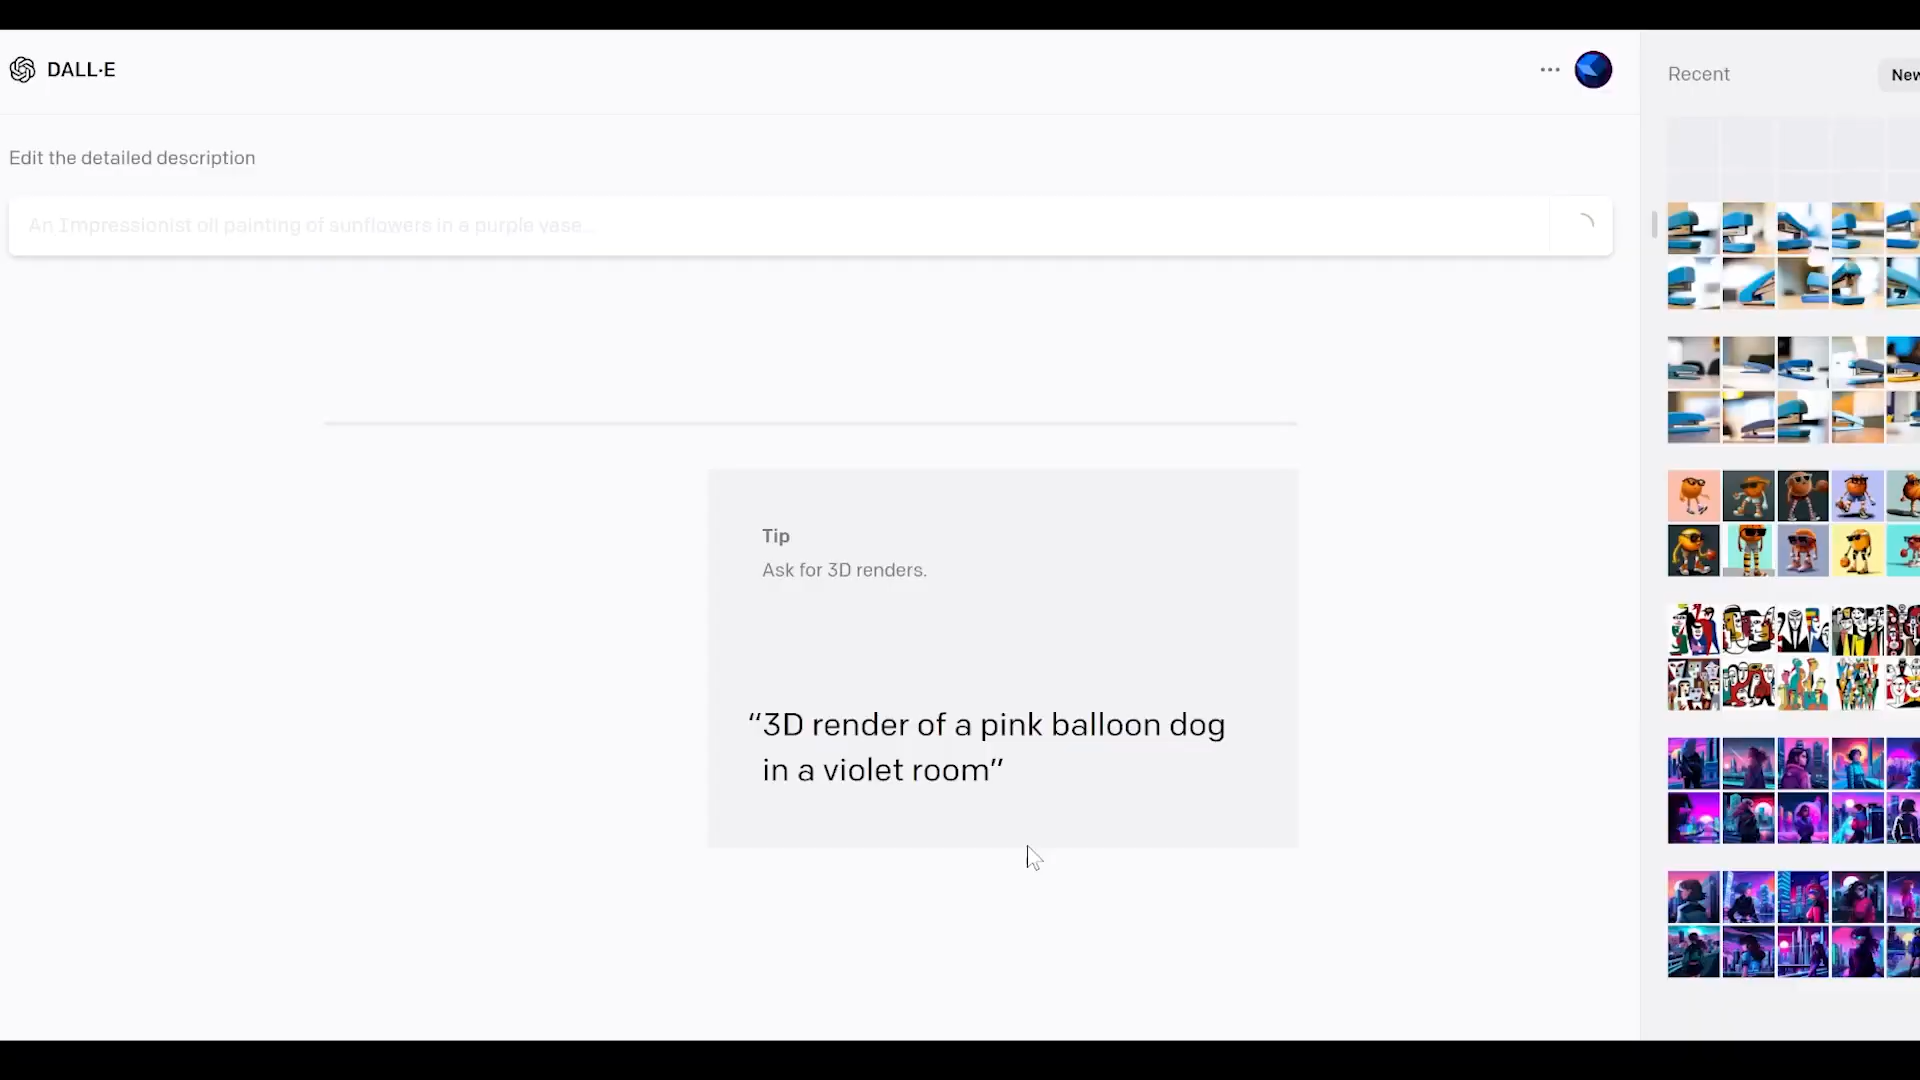 DALL·E
Recent
New
Edit the detailed description
An Impressionist oil painting of sunflowers in a purple vase...
Tip
Ask for 3D renders.
“3D render of a pink balloon dog
in a violet room”